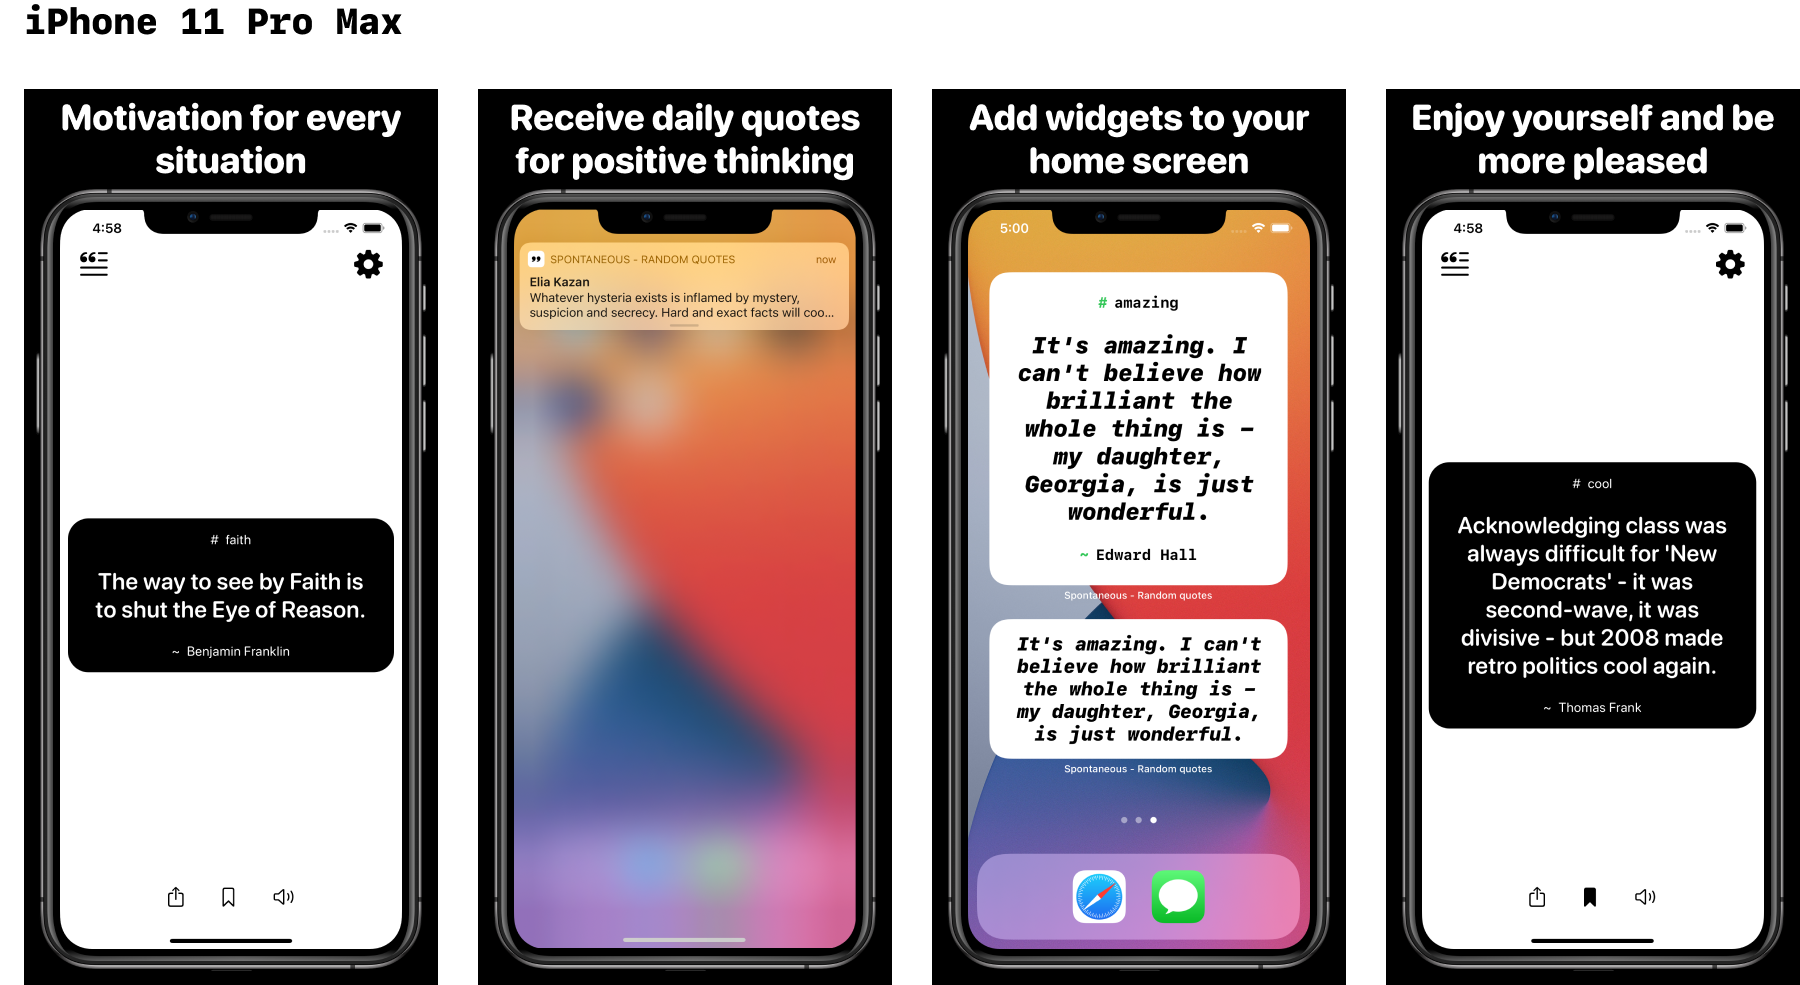 iPhone 11 Pro Max
Motivation for every
situation
4:58
# faith
The way to see by Faith is
to shut the Eye of Reason.
~ Benjamin Franklin
Receive daily quotes
for positive thinking
SPONTANEOUS - RANDOM QUOTES now
Elia Kazan
Whatever hysteria exists is inflamed by mystery,
suspicion and secrecy. Hard and exact facts will coo...
Add widgets to your
home screen
5:00
# amazing
It's amazing. I
can't believe how
brilliant the
whole thing is –
my daughter,
Georgia, is just
wonderful.
~ Edward Hall
Spontaneous - Random quotes
It's amazing. I can't
believe how brilliant
the whole thing is –
my daughter, Georgia,
is just wonderful.
Spontaneous - Random quotes
Enjoy yourself and be
more pleased
4:58
# cool
Acknowledging class was
always difficult for 'New
Democrats' - it was
second-wave, it was
divisive - but 2008 made
retro politics cool again.
~ Thomas Frank